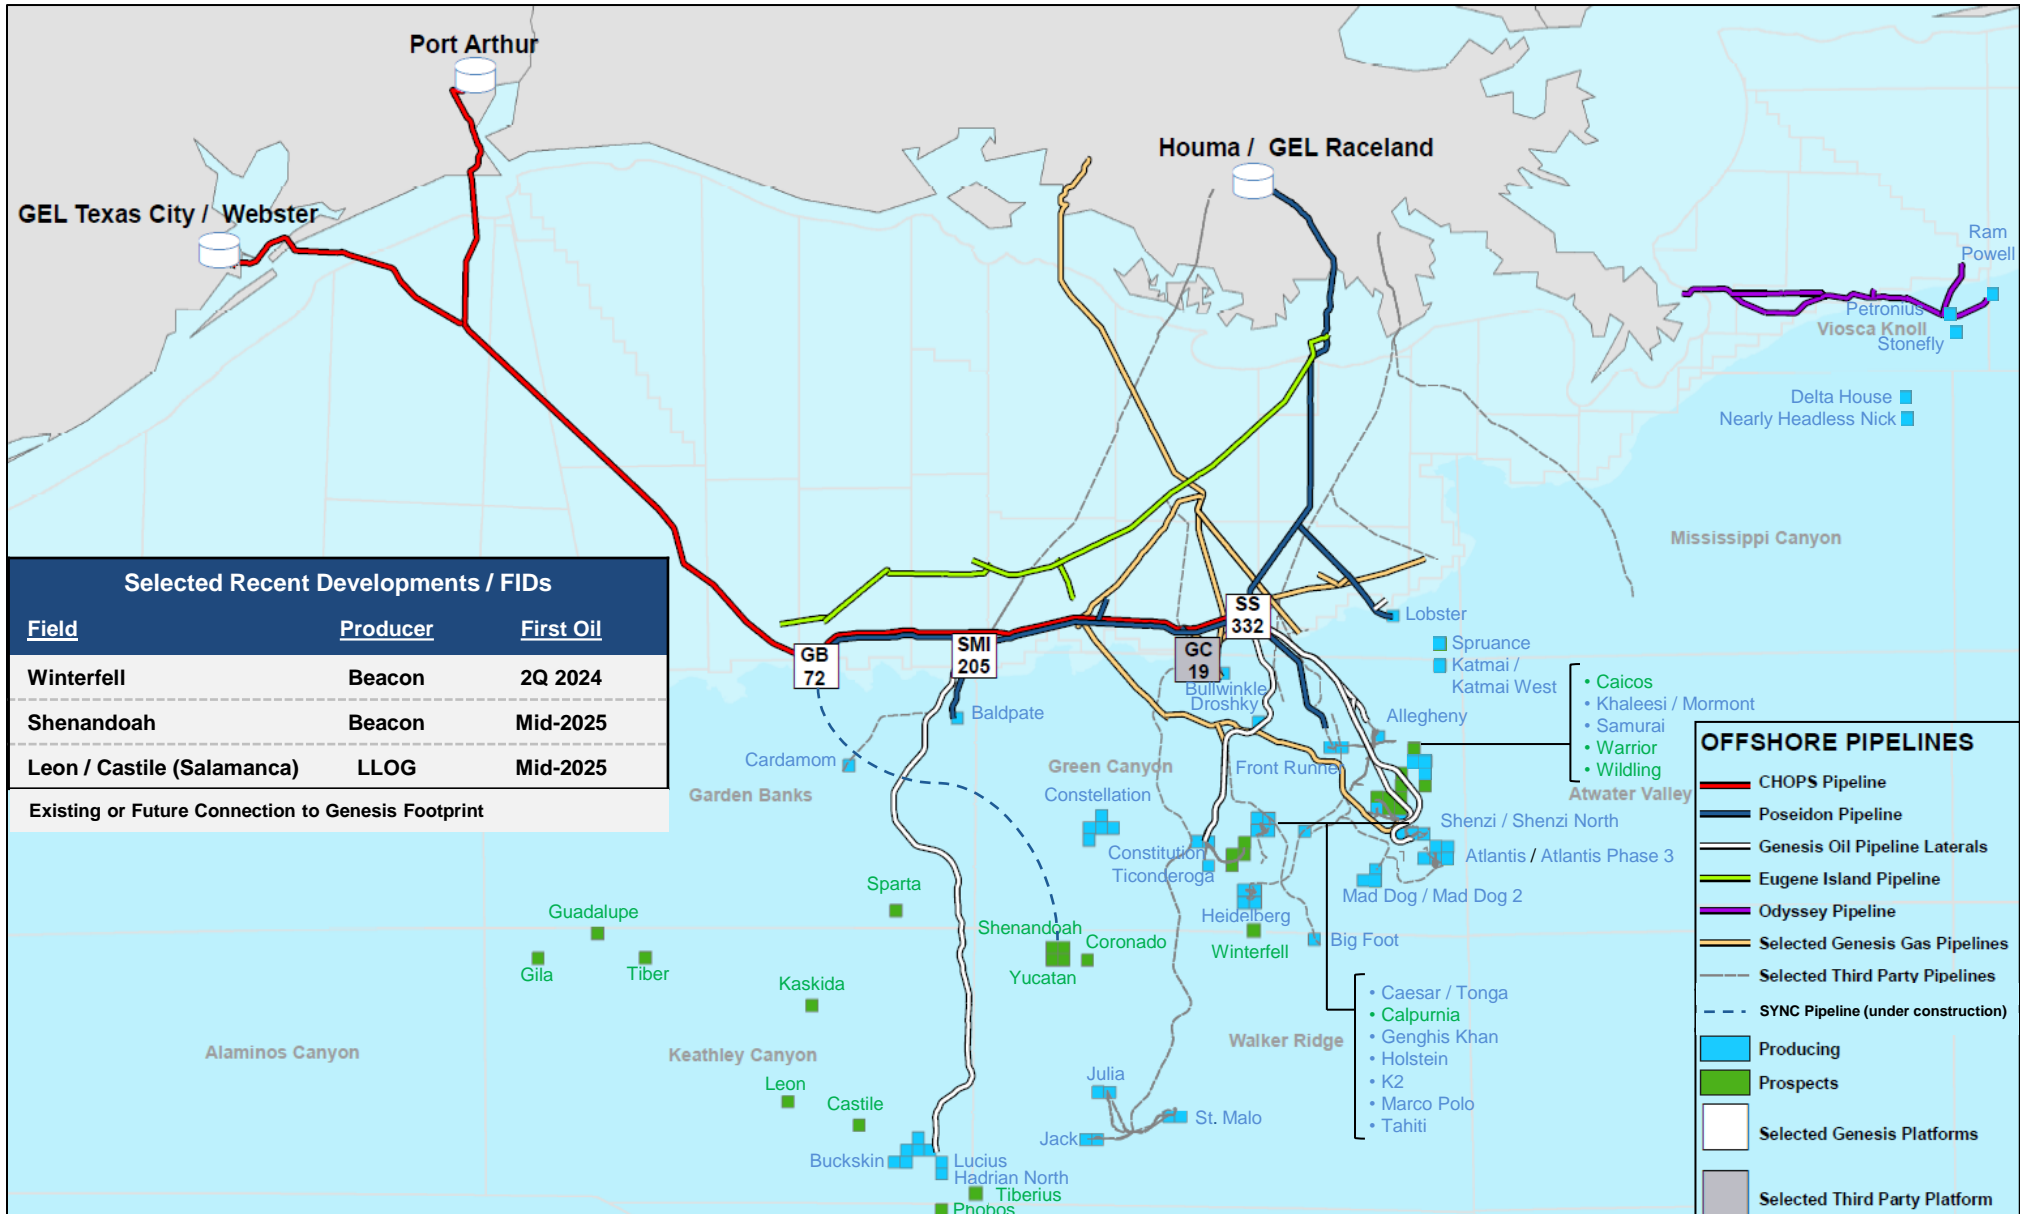 Port Arthur
Houma / GEL Raceland
GEL Texas City / Webster
Ram
Powell
Petronius
Viosca Knoll
Stonefly
Delta House
Nearly Headless Nick
Mississippi Canyon
Selected Recent Developments / FIDs
Field Producer First Oil
Winterfell Beacon 2Q 2024
Shenandoah Beacon Mid-2025
Leon / Castile (Salamanca) LLOG Mid-2025
Existing or Future Connection to Genesis Footprint
GB
72
SMI
205
GC
19
SS
332
Lobster
Spruance
Katmai /
Katmai West
Bullwinkle
Droshky
Baldpate
Cardamom
Garden Banks
Green Canyon
Constellation
Front Runner
Allegheny
• Caicos
• Khaleesi / Mormont
• Samurai
• Warrior
• Wildling
Atwater Valley
Shenzi / Shenzi North
Constitution
Ticonderoga
Atlantis / Atlantis Phase 3
Mad Dog / Mad Dog 2
Heidelberg
Winterfell
Big Foot
Sparta
Guadalupe
Gila
Tiber
Shenandoah
Coronado
Yucatan
Kaskida
Alaminos Canyon
Keathley Canyon
Walker Ridge
• Caesar / Tonga
• Calpurnia
• Genghis Khan
• Holstein
• K2
• Marco Polo
• Tahiti
Leon
Castile
Julia
St. Malo
Jack
Buckskin
Lucius
Hadrian North
Tiberius
Phobos
OFFSHORE PIPELINES
CHOPS Pipeline
Poseidon Pipeline
Genesis Oil Pipeline Laterals
Eugene Island Pipeline
Odyssey Pipeline
Selected Genesis Gas Pipelines
Selected Third Party Pipelines
SYNC Pipeline (under construction)
Producing
Prospects
Selected Genesis Platforms
Selected Third Party Platform